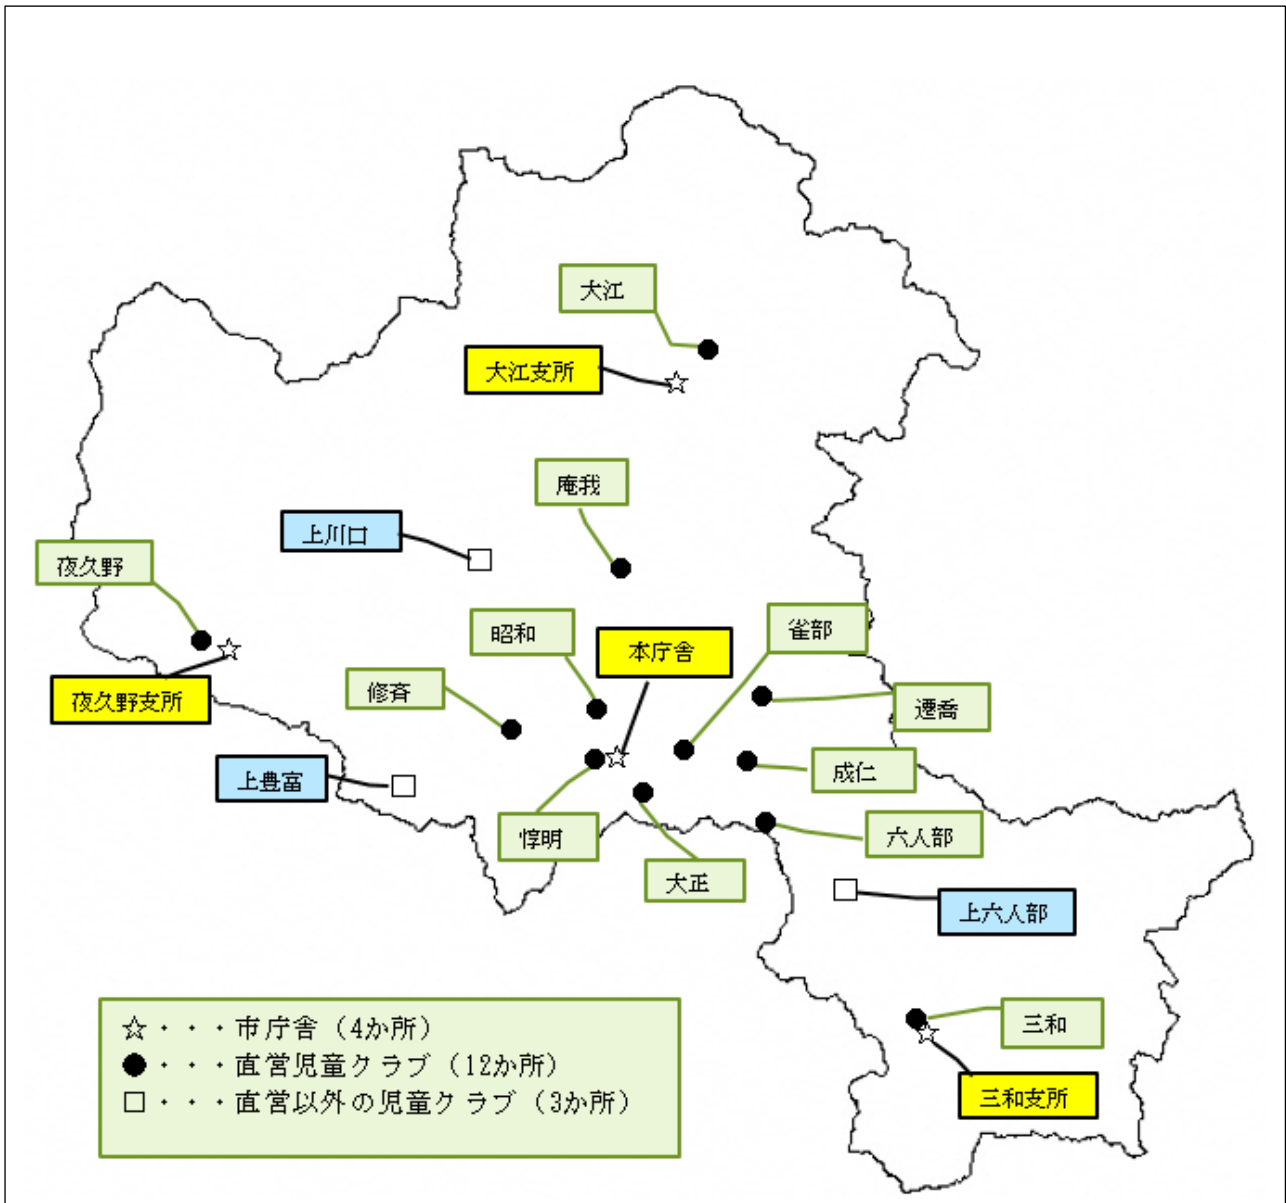 大江
大江支所
庵我
上川口
夜久野
昭和
本庁舎
雀部
修斉
遷喬
夜久野支所
成仁
上豊富
惇明
六人部
大正
上六人部
三和
三和支所
☆・・・市庁舎（4か所）
●・・・直営児童クラブ（12か所）
□・・・直営以外の児童クラブ（3か所）